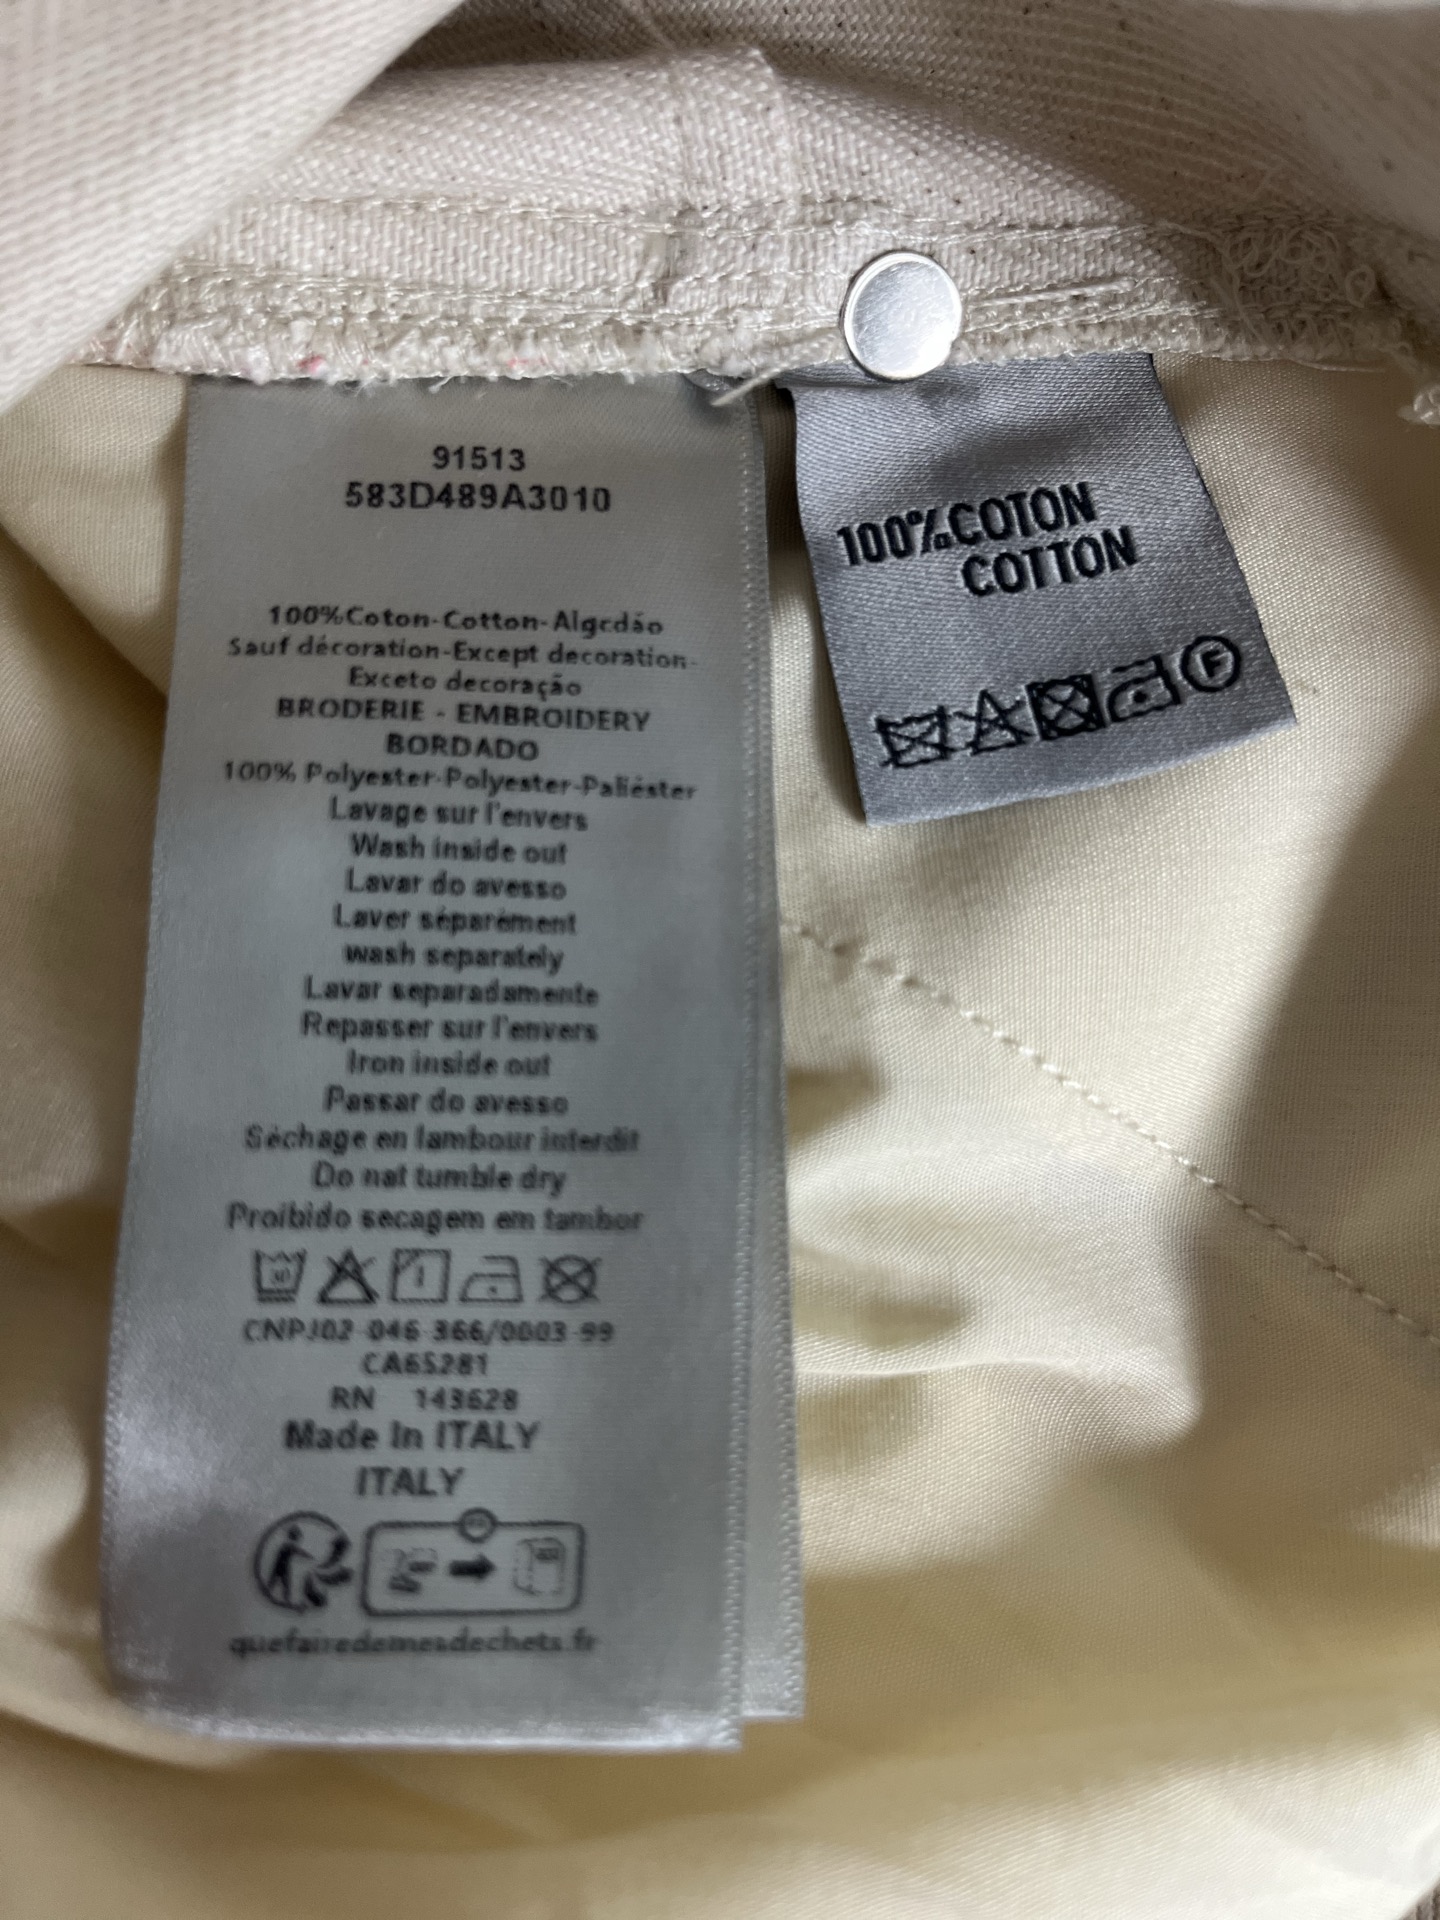 91513
583D489A3010
100%Coton-Cotton-Algodão
Sauf décoration-Except decoration-
Exceto decoração
BRODERIE - EMBROIDERY
BORDADO
100% Polyester-Polyester-Poliéster
Lavage sur l'envers
Wash inside out
Lavar do avesso
Laver séparément
wash separately
Lavar separadamente
Repasser sur l'envers
Iron inside out
Passar do avesso
Séchage en tambour interdit
Do not tumble dry
Proibido secagem em tambor
30
CNPJ02 046 366/0003-99
CA65281
RN 143628
Made In ITALY
ITALY
quefairedemesdechets.fr
100%COTON
COTTON
F